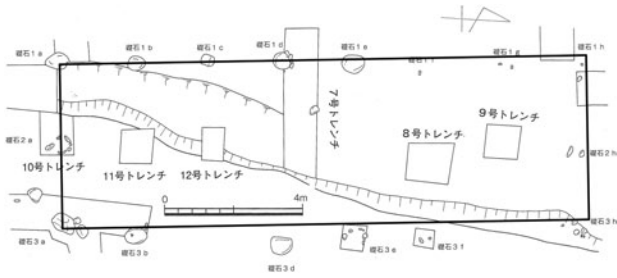 礎石1a
礎石1b
礎石1c
礎石1d
礎石1e
礎石1f
礎石1g
礎石1h
7号トレンチ
9号トレンチ
8号トレンチ
礎石2a
10号トレンチ
11号トレンチ
12号トレンチ
礎石2h
0
4m
礎石3a
礎石3b
礎石3d
礎石3e
礎石3f
礎石3h